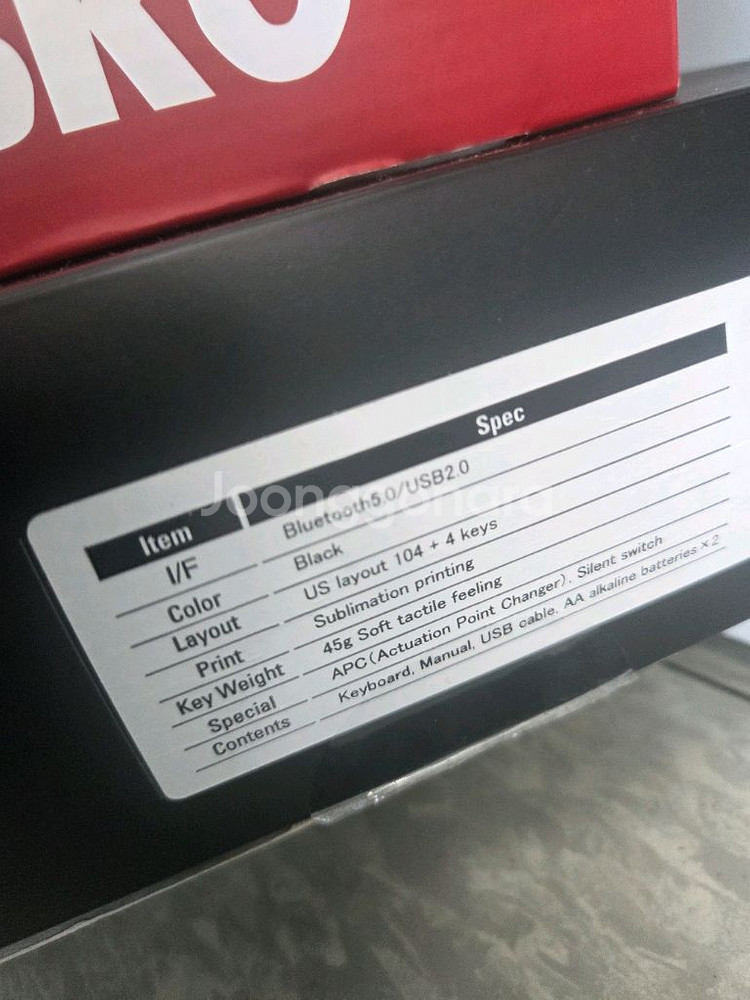 SKO
Item Spec
I/F Bluetooth5.0/USB2.0
Color Black
Layout US layout 104 + 4 keys
Print Sublimation printing
Key Weight 45g Soft tactile feeling
Special APC(Actuation Point Changer), Silent switch
Contents Keyboard, Manual, USB cable, AA alkaline batteries×2
Joonggonara